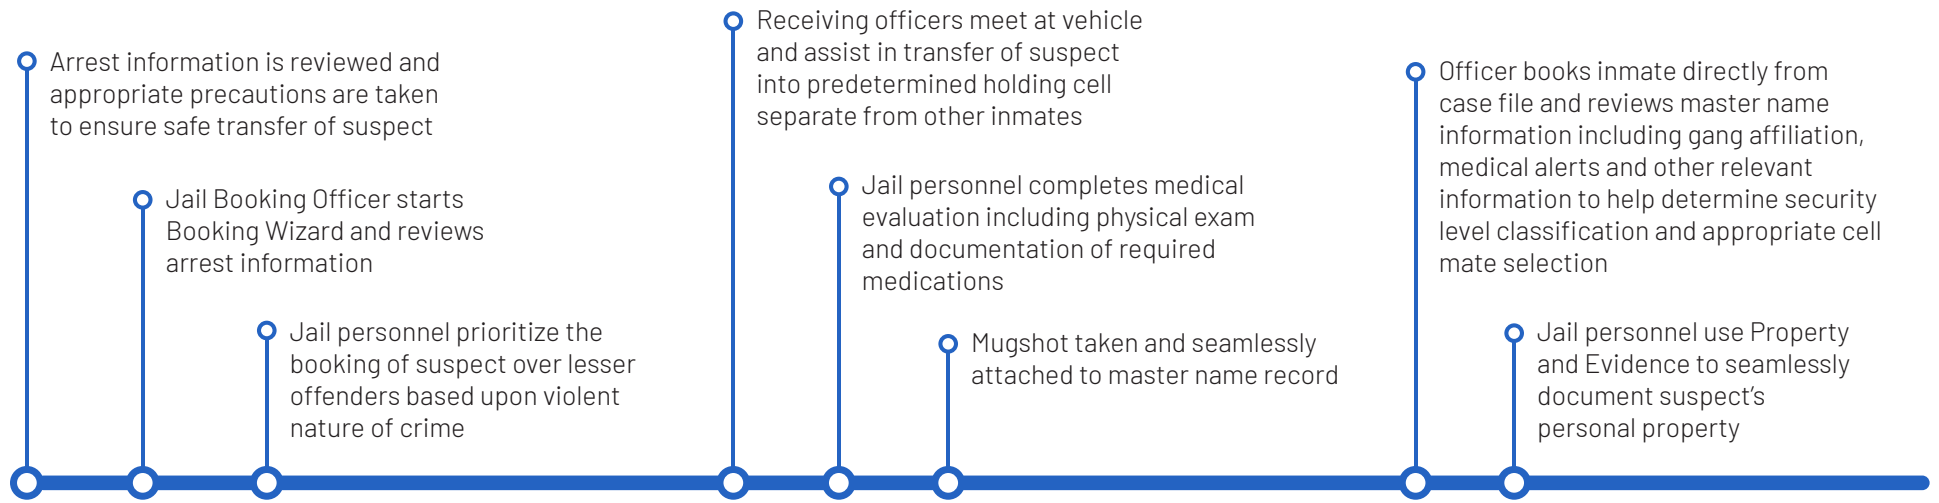 Arrest information is reviewed and
appropriate precautions are taken
to ensure safe transfer of suspect
Jail Booking Officer starts
Booking Wizard and reviews
arrest information
Jail personnel prioritize the
booking of suspect over lesser
offenders based upon violent
nature of crime
Receiving officers meet at vehicle
and assist in transfer of suspect
into predetermined holding cell
separate from other inmates
Jail personnel completes medical
evaluation including physical exam
and documentation of required
medications
Mugshot taken and seamlessly
attached to master name record
Officer books inmate directly from
case file and reviews master name
information including gang affiliation,
medical alerts and other relevant
information to help determine security
level classification and appropriate cell
mate selection
Jail personnel use Property
and Evidence to seamlessly
document suspect’s
personal property